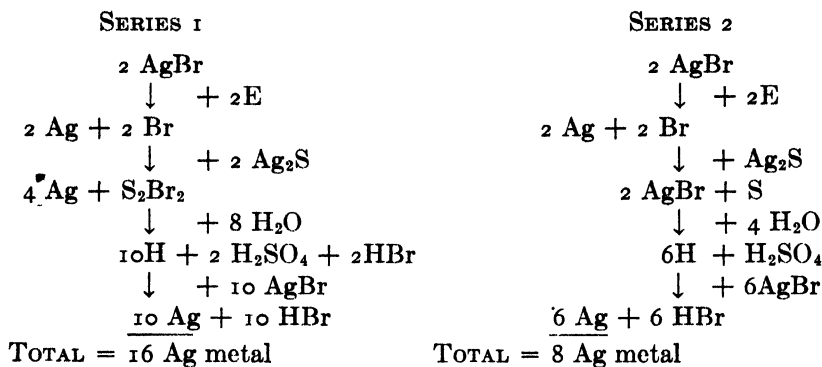 SERIES 1
2 AgBr
↓ + 2E
2 Ag + 2 Br
↓ + 2 Ag₂S
4 Ag + S₂Br₂
↓ + 8 H₂O
10H + 2 H₂SO₄ + 2HBr
↓ + 10 AgBr
10 Ag + 10 HBr
TOTAL = 16 Ag metal
SERIES 2
2 AgBr
↓ + 2E
2 Ag + 2 Br
↓ + Ag₂S
2 AgBr + S
↓ + 4 H₂O
6H + H₂SO₄
↓ + 6AgBr
6 Ag + 6 HBr
TOTAL = 8 Ag metal